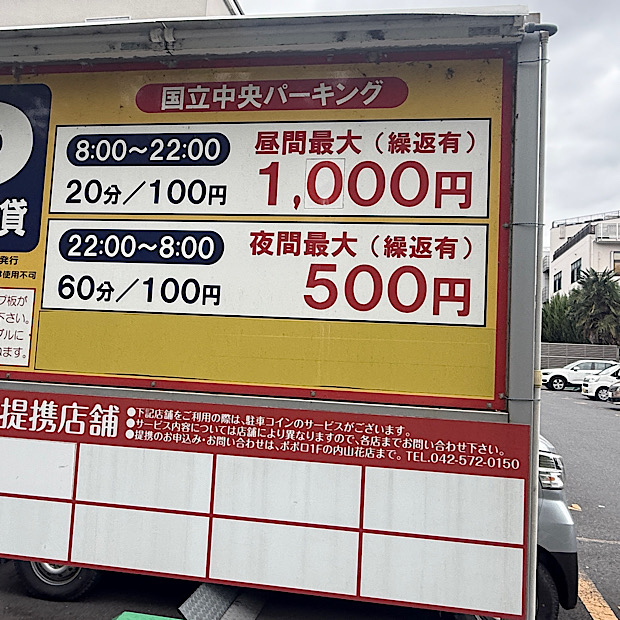 国立中央パーキング
8:00〜22:00
昼間最大（繰返有）
20分／100円
1,000円
22:00〜8:00
夜間最大（繰返有）
60分／100円
500円
貸
発行
使用不可
プ板が
下さい。
ブルに
ねます。
提携店舗
●下記店舗をご利用の際は、駐車コインのサービスがございます。
●サービス内容については店舗により異なりますので、各店までお問い合わせ下さい。
●提携のお申込み・お問い合わせは、ポポロ1Fの内山花店まで。 TEL.042-572-0150